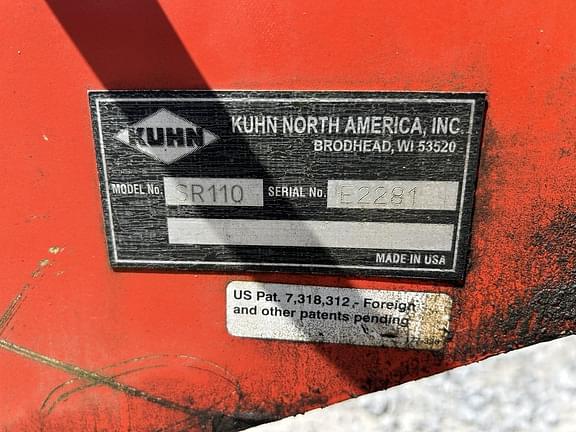 KUHN
KUHN NORTH AMERICA, INC.
BRODHEAD, WI 53520
MODEL No. SR110 SERIAL No. E2281
MADE IN USA
US Pat. 7,318,312 - Foreign
and other patents pending